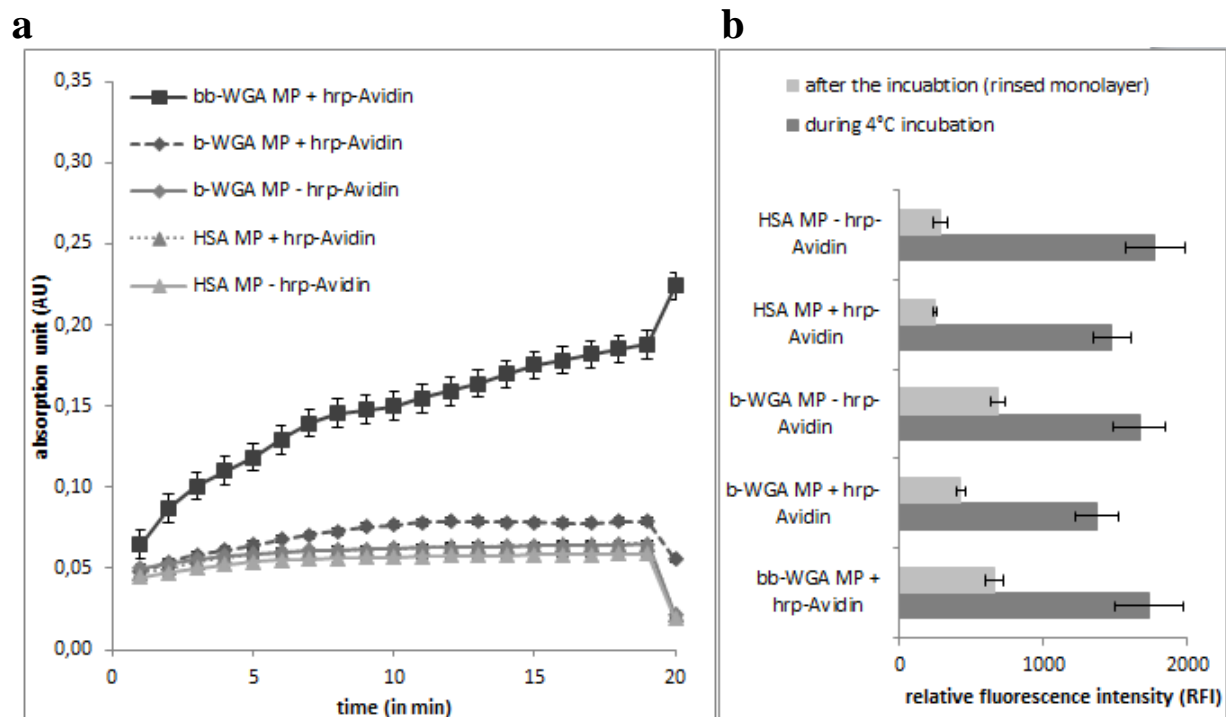 a
0,35
0,30
0,25
0,20
0,15
0,10
0,05
0,00
absorption unit (AU)
bb-WGA MP + hrp-Avidin
b-WGA MP + hrp-Avidin
b-WGA MP - hrp-Avidin
HSA MP + hrp-Avidin
HSA MP - hrp-Avidin
0
5
10
15
20
time (in min)
b
after the incuabtion (rinsed monolayer)
during 4°C incubation
HSA MP - hrp-
Avidin
HSA MP + hrp-
Avidin
b-WGA MP - hrp-
Avidin
b-WGA MP + hrp-
Avidin
bb-WGA MP +
hrp-Avidin
0
1000
2000
relative fluorescence intensity (RFI)